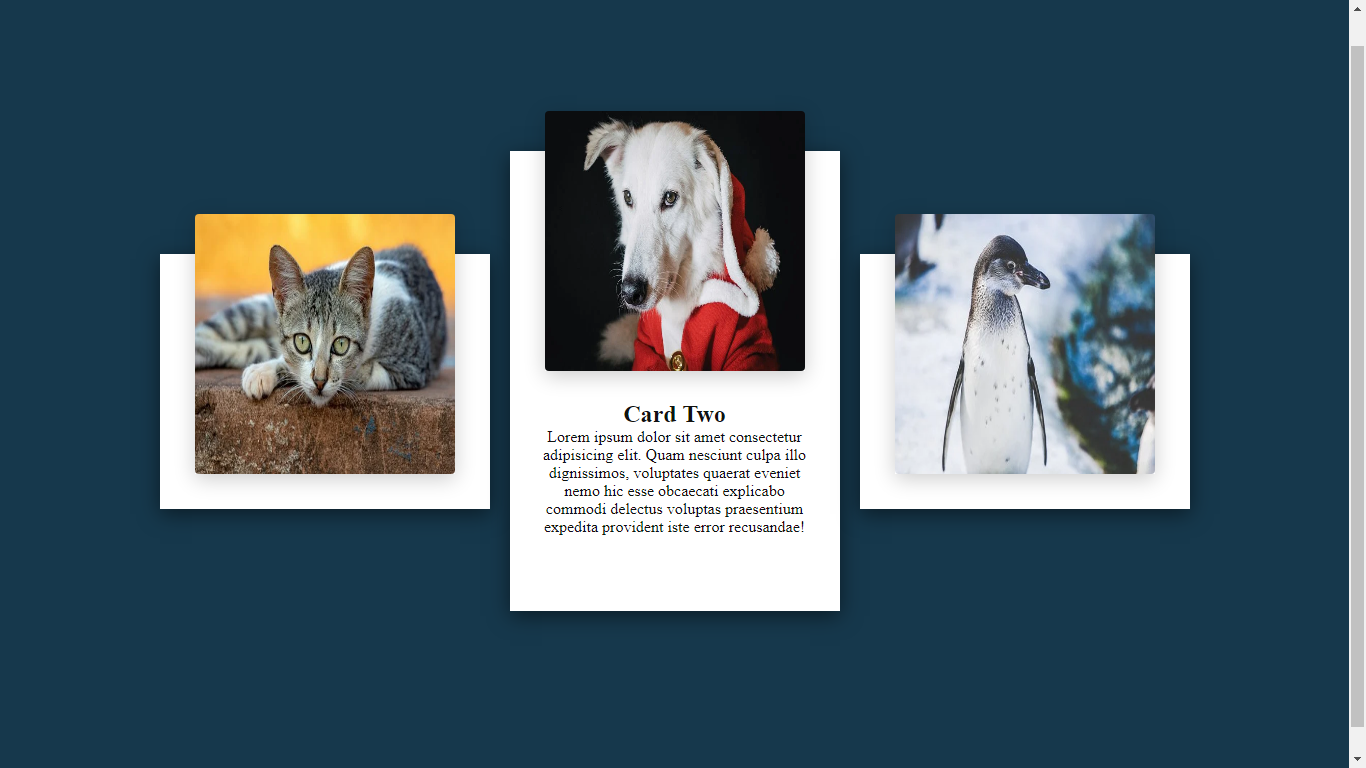 Card Two
Lorem ipsum dolor sit amet consectetur
adipisicing elit. Quam nesciunt culpa illo
dignissimos, voluptates quaerat eveniet
nemo hic esse obcaecati explicabo
commodi delectus voluptas praesentium
expedita provident iste error recusandae!